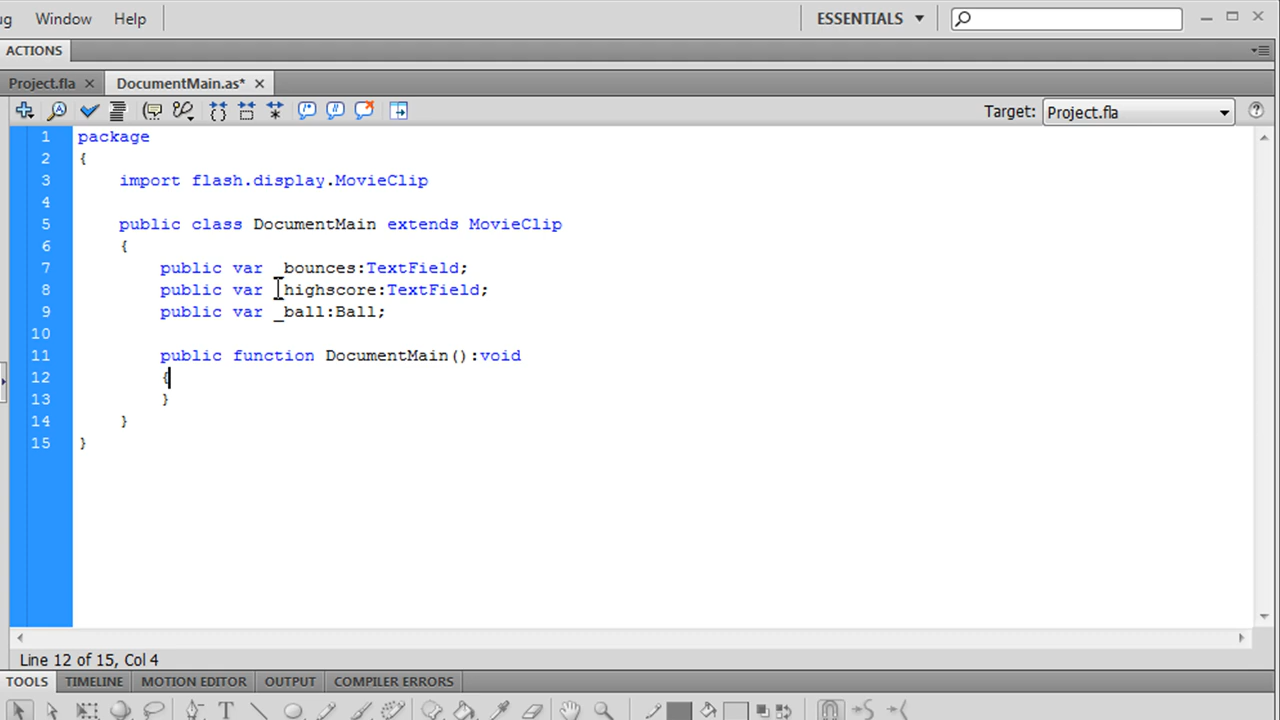 ug Window Help ESSENTIALS
ACTIONS
Project.fla DocumentMain.as*
Target: Project.fla
1 package
2 {
3 import flash.display.MovieClip
4
5 public class DocumentMain extends MovieClip
6 {
7 public var _bounces:TextField;
8 public var _highscore:TextField;
9 public var _ball:Ball;
10
11 public function DocumentMain():void
12 {
13 }
14 }
15 }
Line 12 of 15, Col 4
TOOLS TIMELINE MOTION EDITOR OUTPUT COMPILER ERRORS